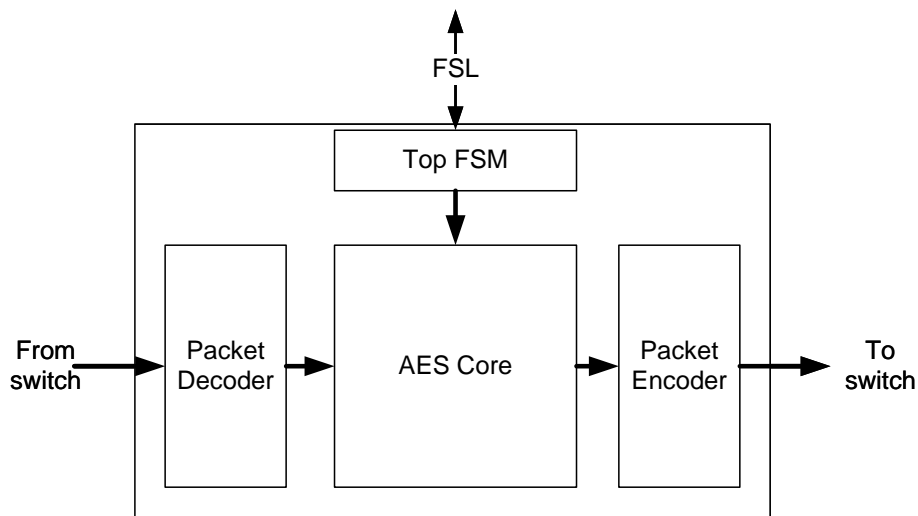 FSL
Top FSM
From
switch
Packet
Decoder
AES Core
Packet
Encoder
To
switch